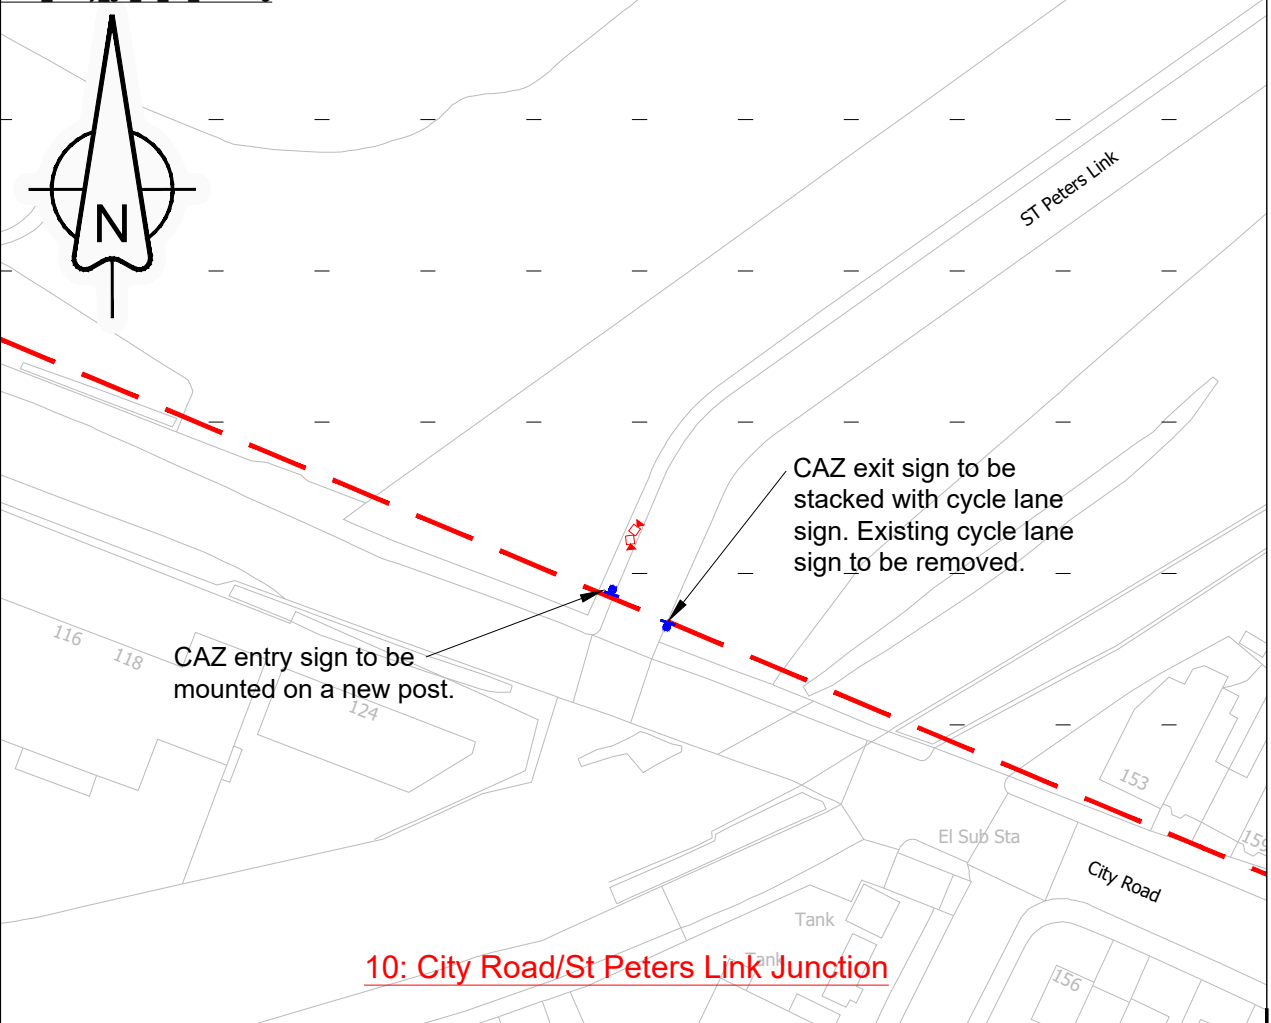 N
ST Peters Link
CAZ exit sign to be
stacked with cycle lane
sign. Existing cycle lane
sign to be removed.
116
118
CAZ entry sign to be
mounted on a new post.
124
153
159
El Sub Sta
City Road
Tank
Tank
10: City Road/St Peters Link Junction
156